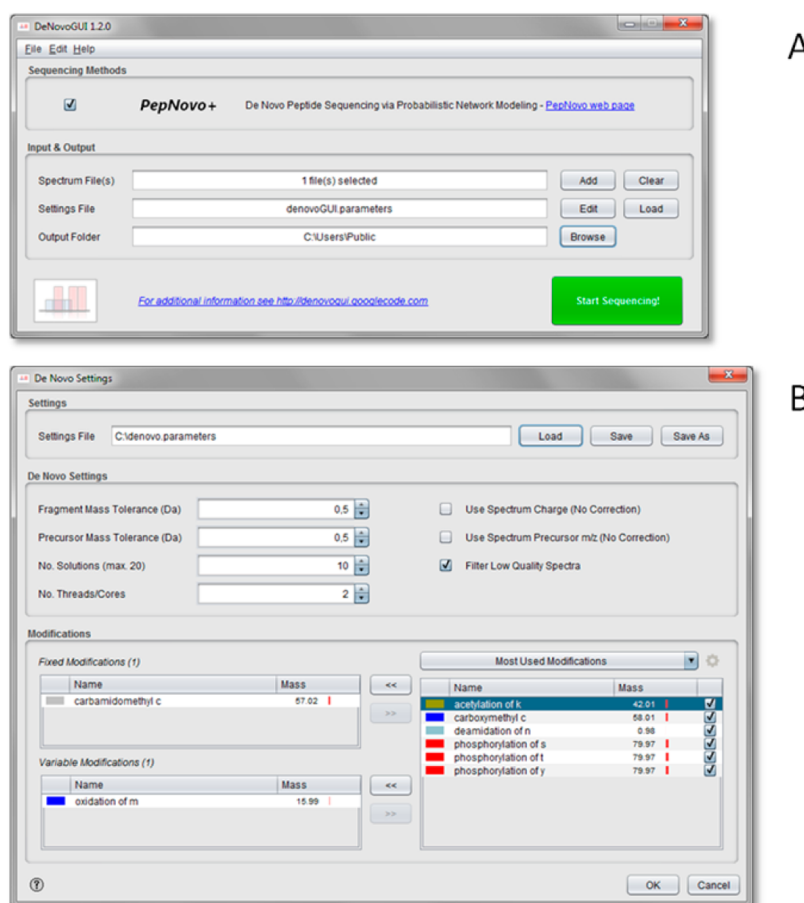 DeNovoGUI 1.2.0
A
File Edit Help
Sequencing Methods
PepNovo+ De Novo Peptide Sequencing via Probabilistic Network Modeling - PepNovo web page
Input & Output
Spectrum File(s) 1 file(s) selected Add Clear
Settings File denovoGUI.parameters Edit Load
Output Folder C:\Users\Public Browse
For additional information see http://denovogui.googlecode.com Start Sequencing!
De Novo Settings
B
Settings
Settings File C:\denovo.parameters Load Save Save As
De Novo Settings
Fragment Mass Tolerance (Da) 0,5 Use Spectrum Charge (No Correction)
Precursor Mass Tolerance (Da) 0,5 Use Spectrum Precursor m/z (No Correction)
No. Solutions (max. 20) 10 Filter Low Quality Spectra
No. Threads/Cores 2
Modifications
Fixed Modifications (1) Most Used Modifications
Name Mass << Name Mass
carbamidomethyl c 57.02 >> acetylation of k 42.01
carboxymethyl c 58.01
deamidation of n 0.98
phosphorylation of s 79.97
Variable Modifications (1) phosphorylation of t 79.97
phosphorylation of y 79.97
Name Mass <<
oxidation of m 15.99 >>
? OK Cancel